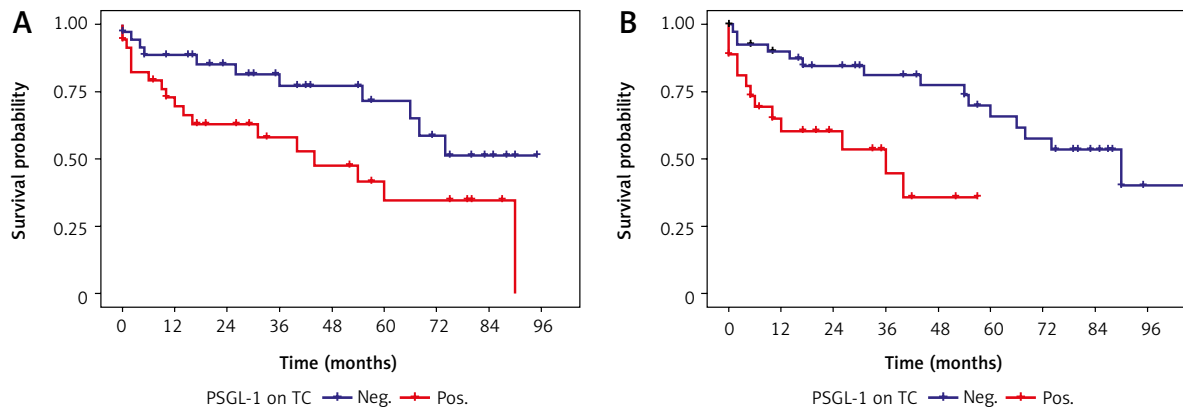 A
Survival probability
1.00
0.75
0.50
0.25
0
0 12 24 36 48 60 72 84 96
Time (months)
PSGL-1 on TC Neg. Pos.
B
Survival probability
1.00
0.75
0.50
0.25
0
0 12 24 36 48 60 72 84 96
Time (months)
PSGL-1 on TC Neg. Pos.